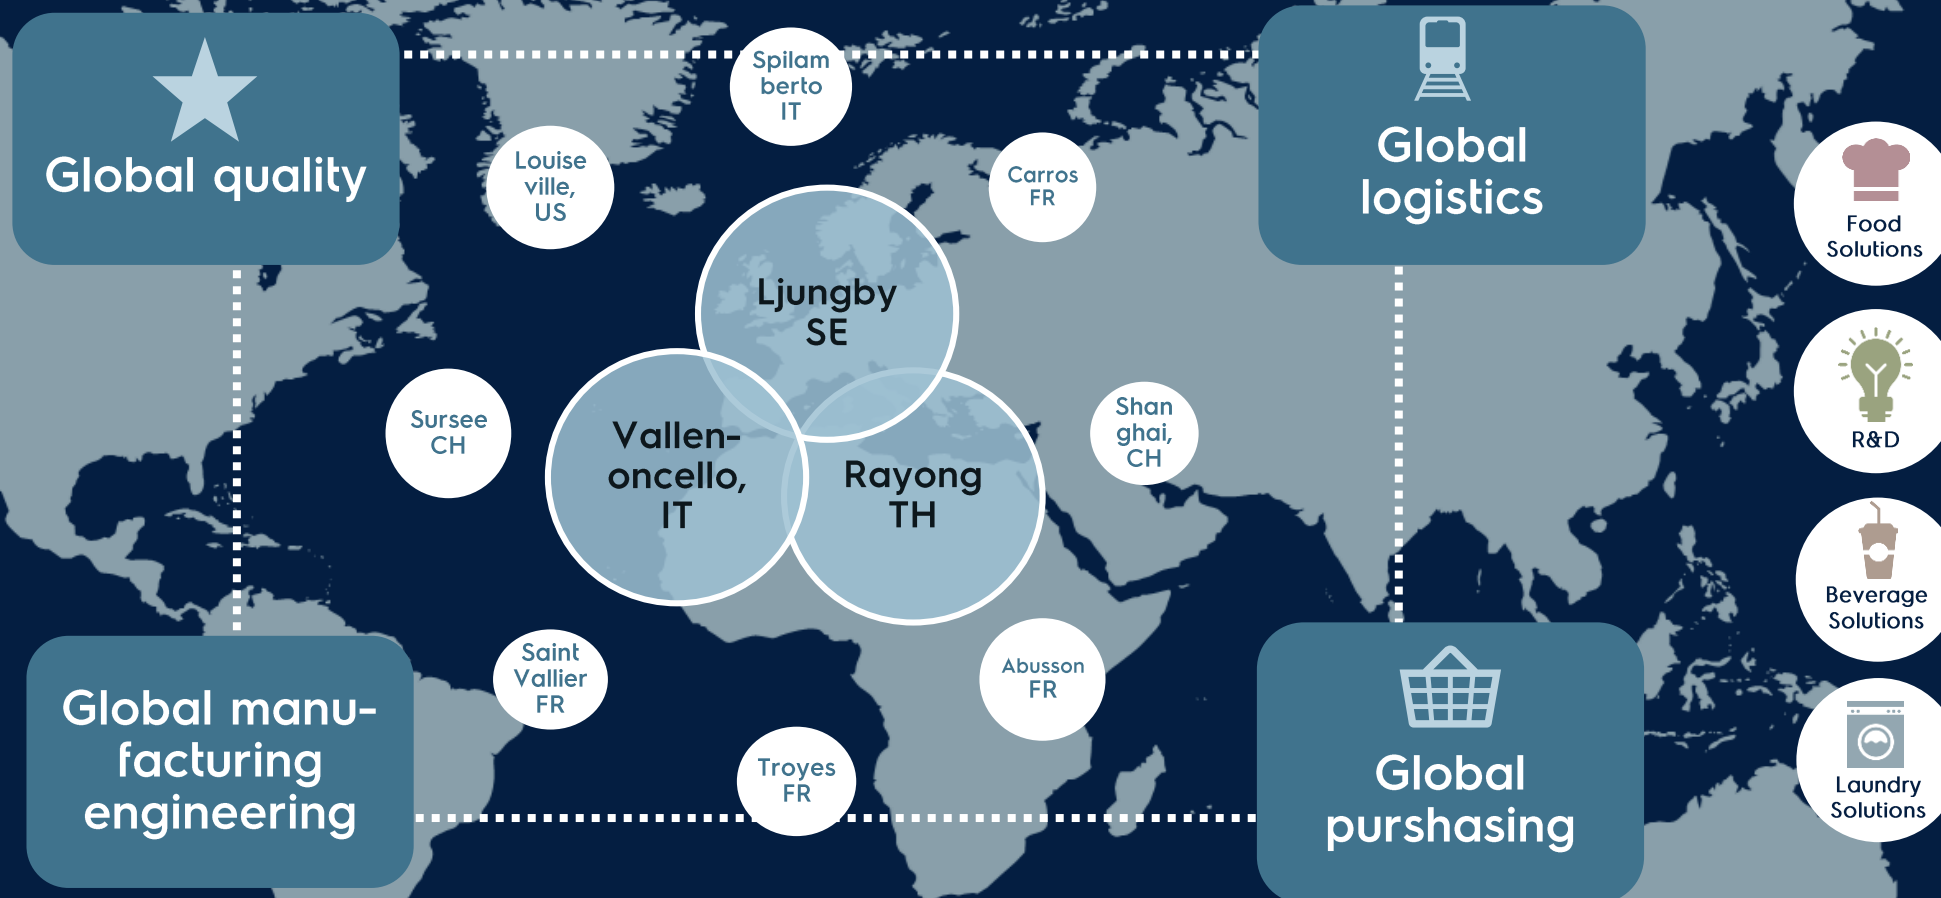 Global quality
Spilam
berto
IT
Global
logistics
Louise
ville,
US
Carros
FR
Food
Solutions
Ljungby
SE
R&D
Sursee
CH
Vallen-
oncello,
IT
Rayong
TH
Shan
ghai,
CH
Beverage
Solutions
Saint
Vallier
FR
Abusson
FR
Global manu-
facturing
engineering
Troyes
FR
Global
purshasing
Laundry
Solutions